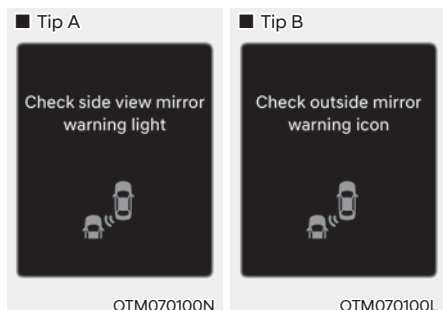 ■ Tip A
Check side view mirror
warning light
OTM070100N
■ Tip B
Check outside mirror
warning icon
OTM070100L